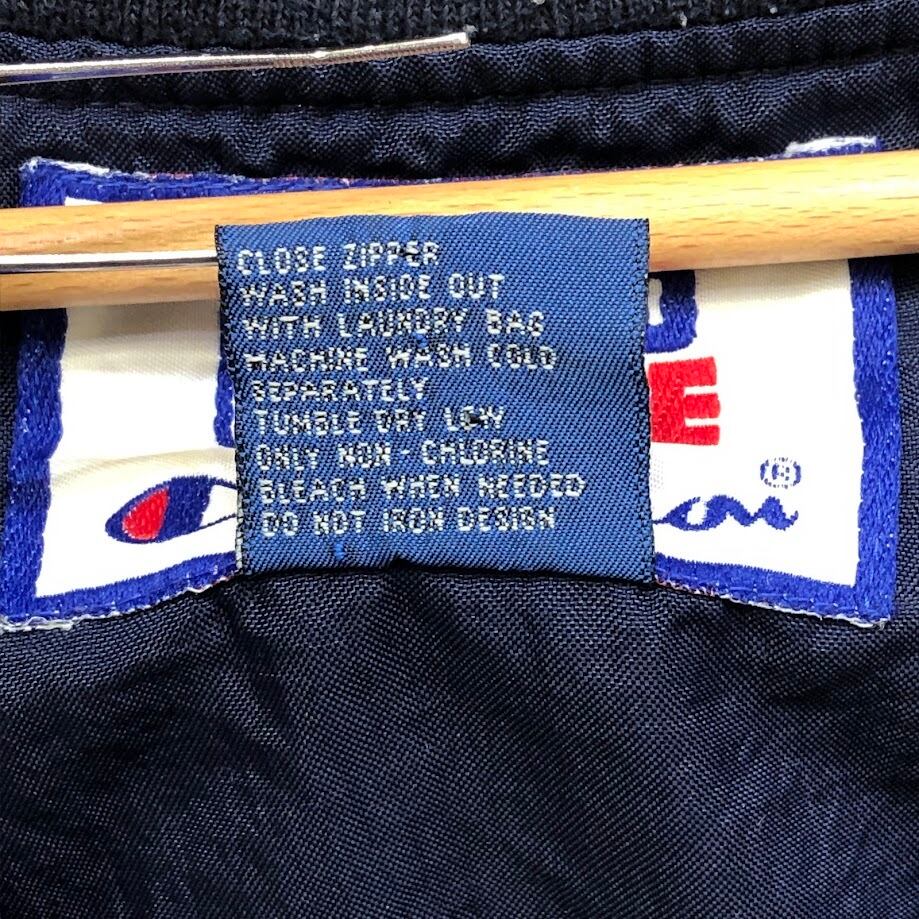 CLOSE ZIPPER
WASH INSIDE OUT
WITH LAUNDRY BAG
MACHINE WASH COLD
SEPARATELY
TUMBLE DRY LOW
ONLY NON-CHLORINE
BLEACH WHEN NEEDED
DO NOT IRON DESIGN
®